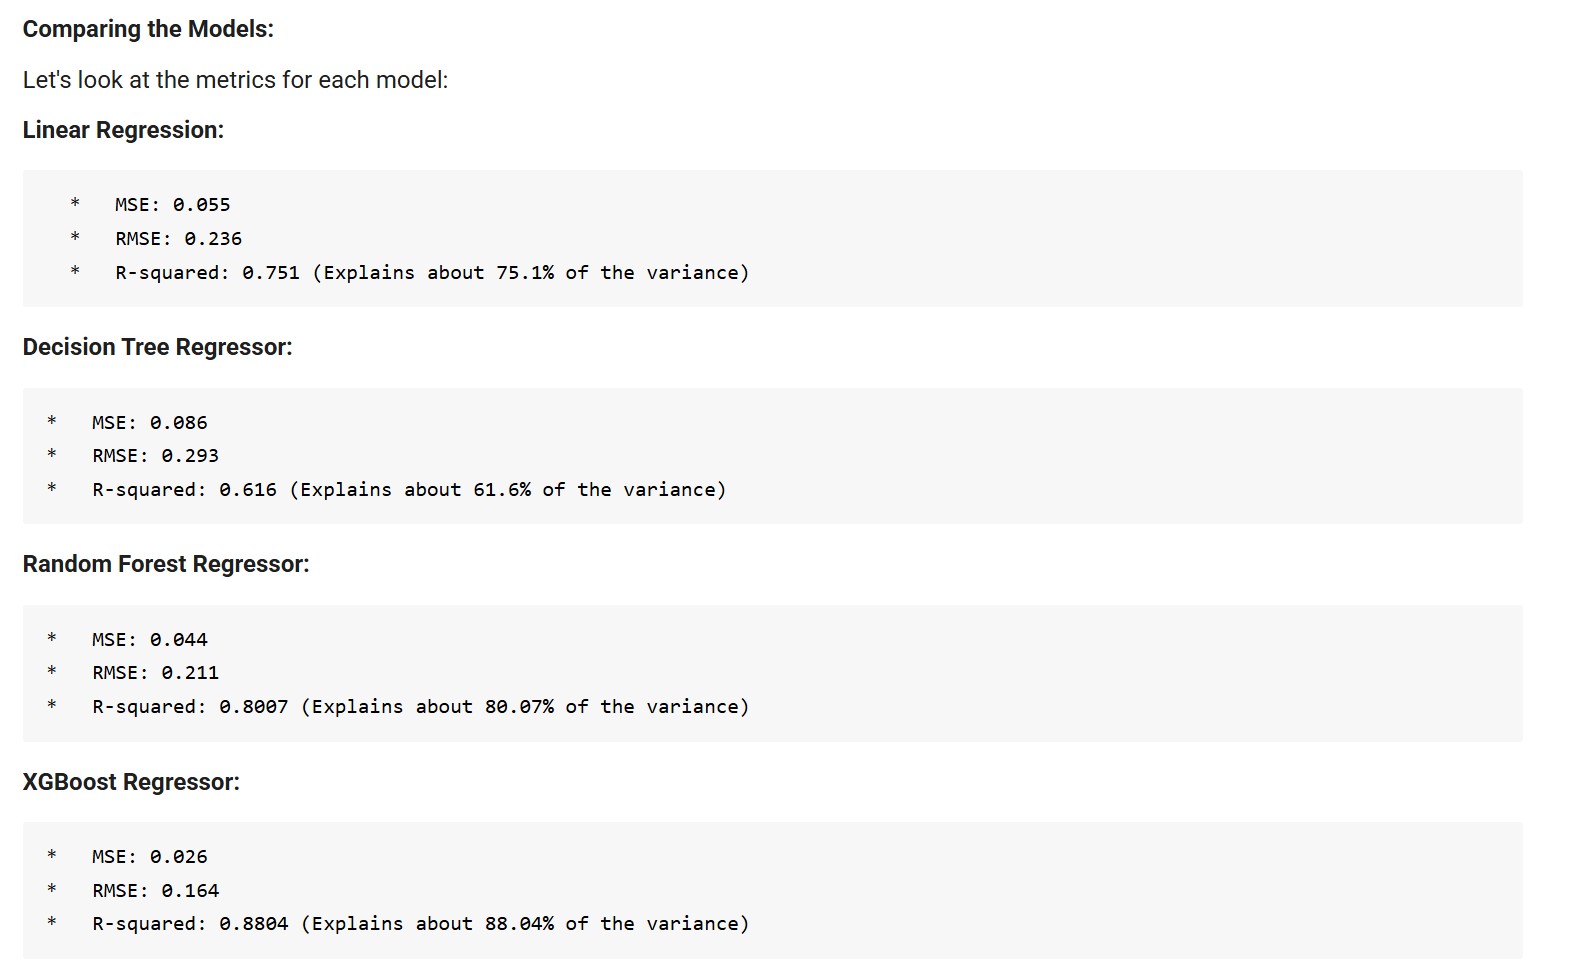 Comparing the Models:
Let's look at the metrics for each model:
Linear Regression:
* MSE: 0.055
* RMSE: 0.236
* R-squared: 0.751 (Explains about 75.1% of the variance)
Decision Tree Regressor:
* MSE: 0.086
* RMSE: 0.293
* R-squared: 0.616 (Explains about 61.6% of the variance)
Random Forest Regressor:
* MSE: 0.044
* RMSE: 0.211
* R-squared: 0.8007 (Explains about 80.07% of the variance)
XGBoost Regressor:
* MSE: 0.026
* RMSE: 0.164
* R-squared: 0.8804 (Explains about 88.04% of the variance)